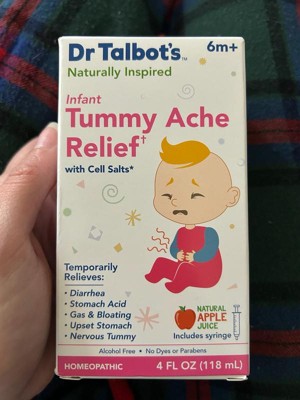 Dr Talbot's™ 6m+
Naturally Inspired
Infant
Tummy Ache
Relief†
with Cell Salts*
Temporarily
Relieves:
• Diarrhea
• Stomach Acid
• Gas & Bloating
• Upset Stomach
• Nervous Tummy
NATURAL
APPLE
JUICE
Includes syringe
Alcohol Free • No Dyes or Parabens
HOMEOPATHIC 4 FL OZ (118 mL)